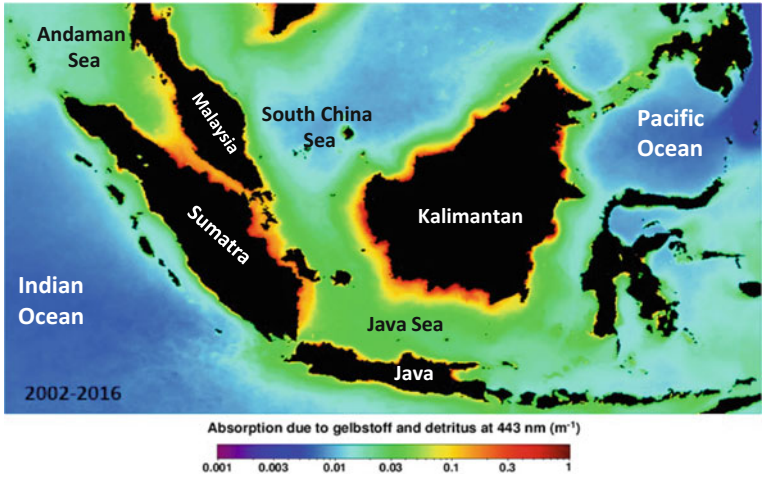 Andaman
Sea
Malaysia
South China
Sea
Pacific
Ocean
Sumatra
Kalimantan
Indian
Ocean
Java Sea
Java
2002-2016
Absorption due to gelbstoff and detritus at 443 nm (m⁻¹)
0.001 0.003 0.01 0.03 0.1 0.3 1